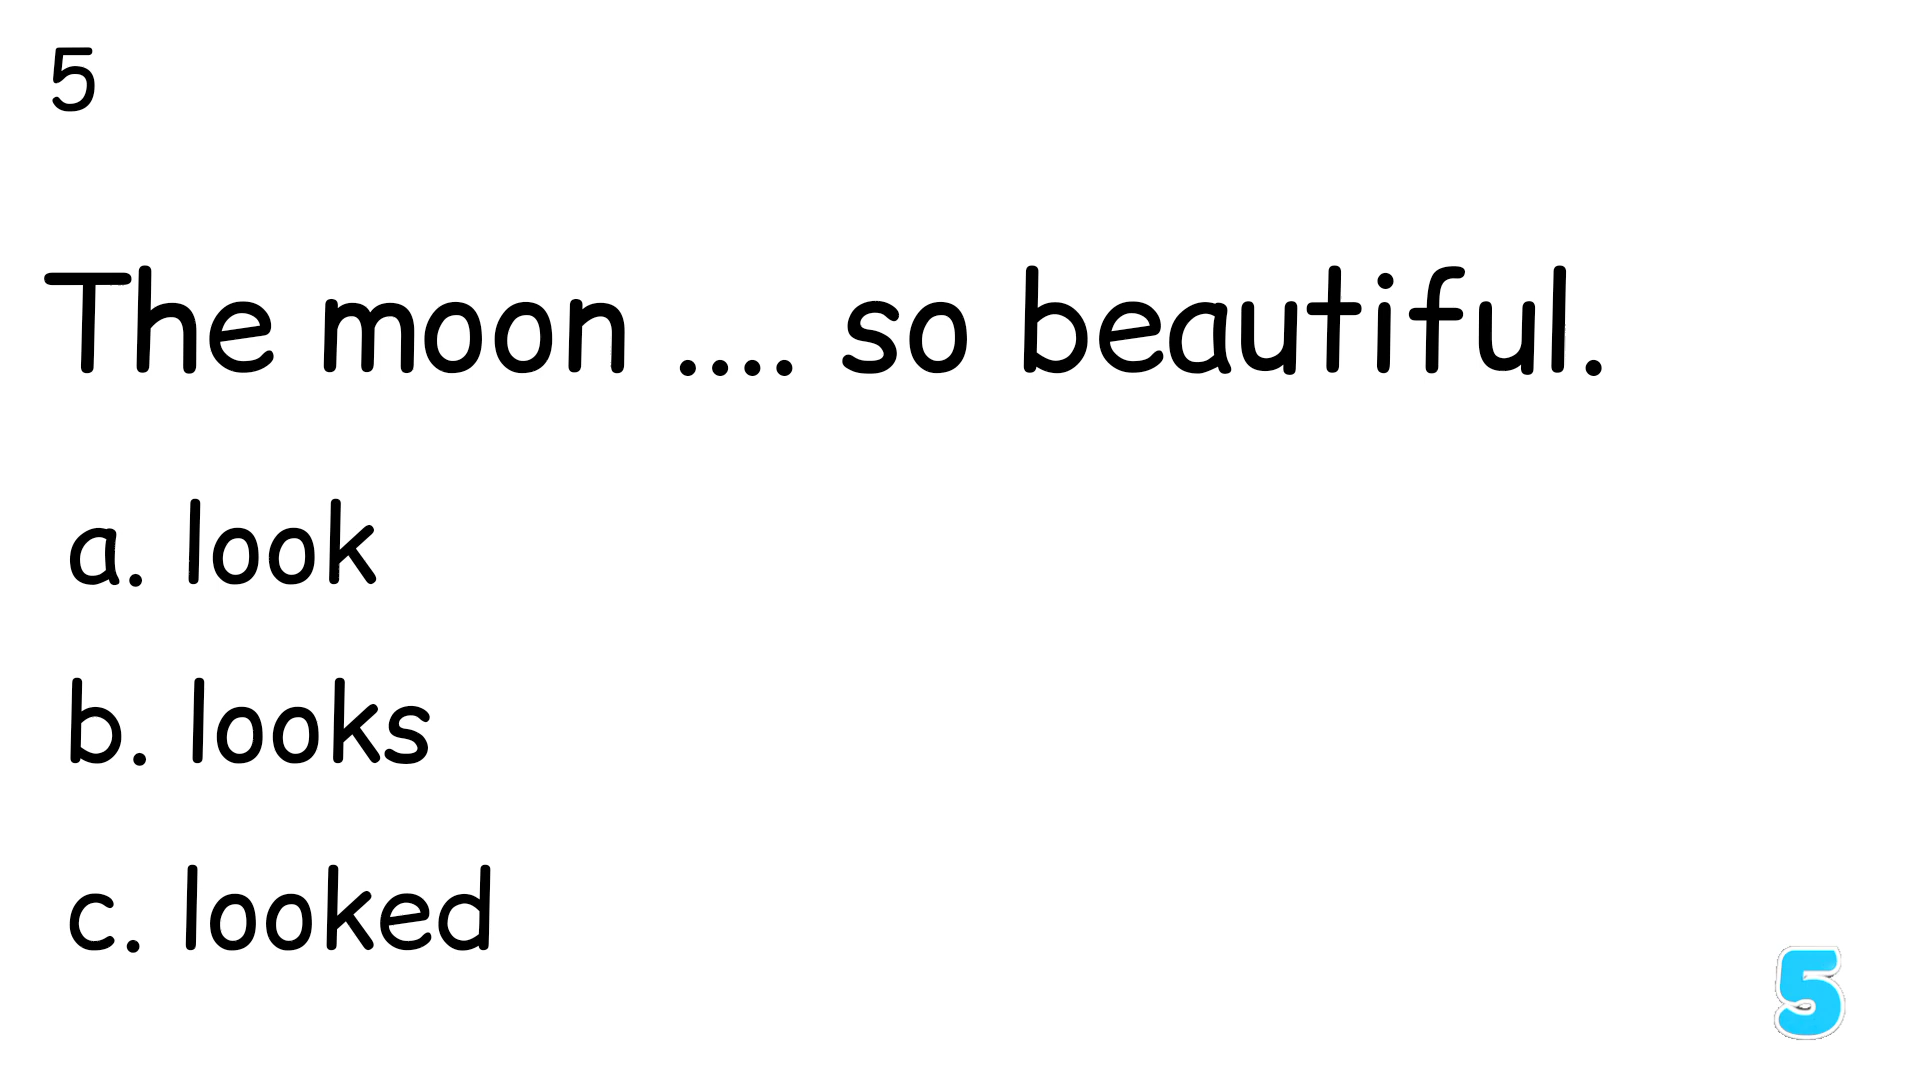 5
The moon .... so beautiful.
a. look
b. looks
c. looked
5